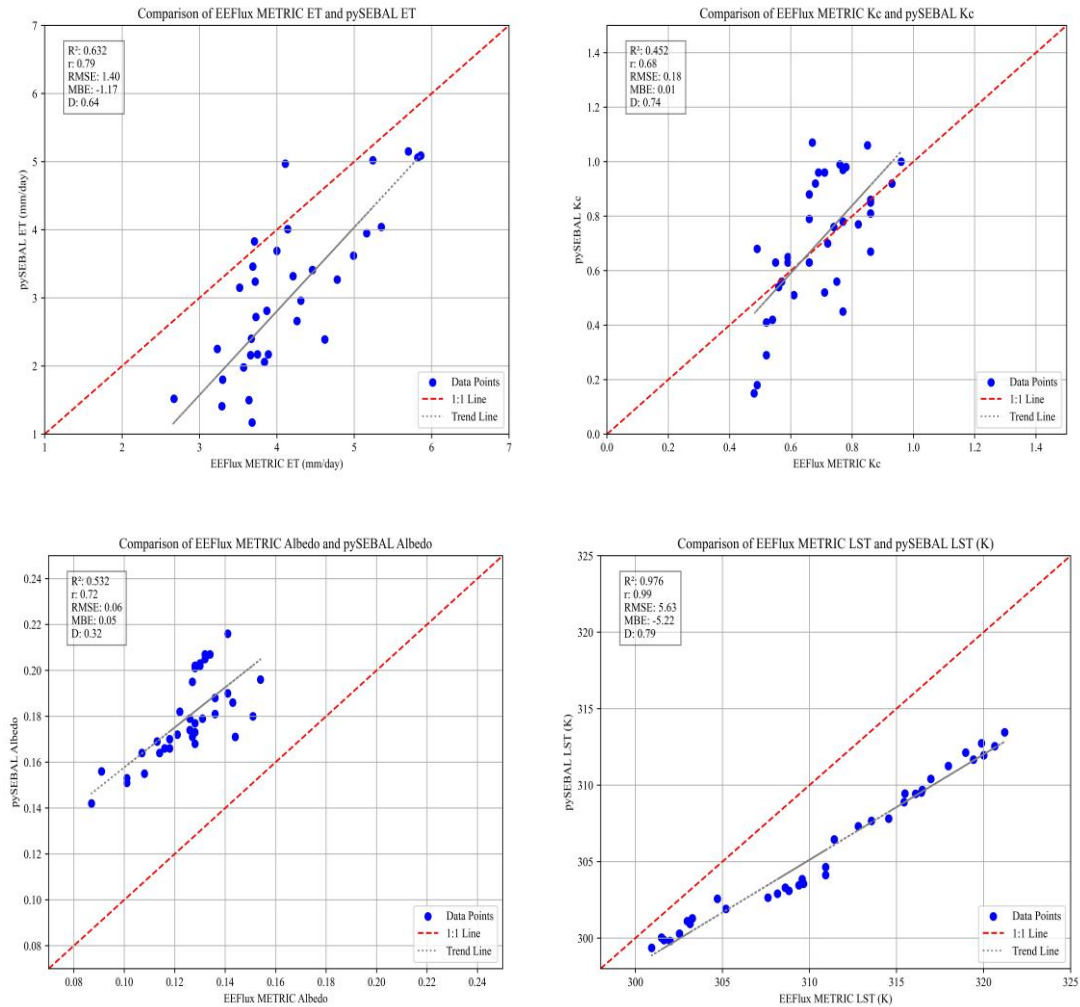 Comparison of EEFlux METRIC ET and pySEBAL ET
R²: 0.632
r: 0.79
RMSE: 1.40
MBE: -1.17
D: 0.64
7
6
5
4
3
2
1
pySEBAL ET (mm/day)
Data Points
1:1 Line
Trend Line
1 2 3 4 5 6 7
EEFlux METRIC ET (mm/day)
Comparison of EEFlux METRIC Kc and pySEBAL Kc
R²: 0.452
r: 0.68
RMSE: 0.18
MBE: 0.01
D: 0.74
1.4
1.2
1.0
0.8
0.6
0.4
0.2
0.0
pySEBAL Kc
Data Points
1:1 Line
Trend Line
0.0 0.2 0.4 0.6 0.8 1.0 1.2 1.4
EEFlux METRIC Kc
Comparison of EEFlux METRIC Albedo and pySEBAL Albedo
R²: 0.532
r: 0.72
RMSE: 0.06
MBE: 0.05
D: 0.32
0.24
0.22
0.20
0.18
0.16
0.14
0.12
0.10
0.08
pySEBAL Albedo
Data Points
1:1 Line
Trend Line
0.08 0.10 0.12 0.14 0.16 0.18 0.20 0.22 0.24
EEFlux METRIC Albedo
Comparison of EEFlux METRIC LST and pySEBAL LST (K)
R²: 0.976
r: 0.99
RMSE: 5.63
MBE: -5.22
D: 0.79
325
320
315
310
305
300
pySEBAL LST (K)
Data Points
1:1 Line
Trend Line
300 305 310 315 320 325
EEFlux METRIC LST (K)